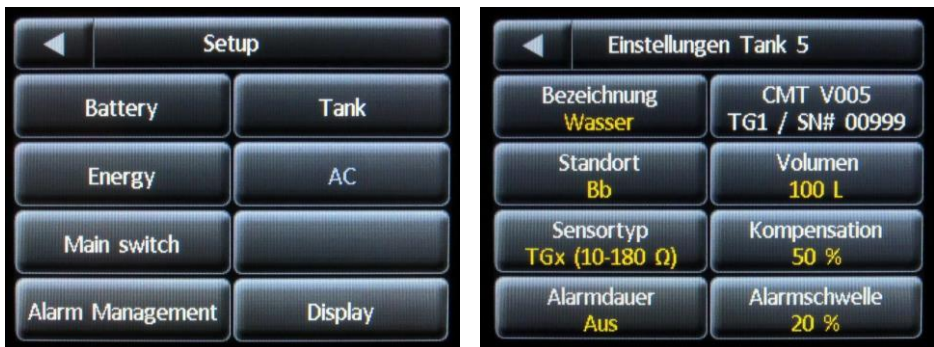 Setup
Battery
Tank
Energy
AC
Main switch
Alarm Management
Display
Einstellungen Tank 5
Bezeichnung
Wasser
CMT V005
TG1 / SN# 00999
Standort
Bb
Volumen
100 L
Sensortyp
TGx (10-180 Ω)
Kompensation
50 %
Alarmdauer
Aus
Alarmschwelle
20 %